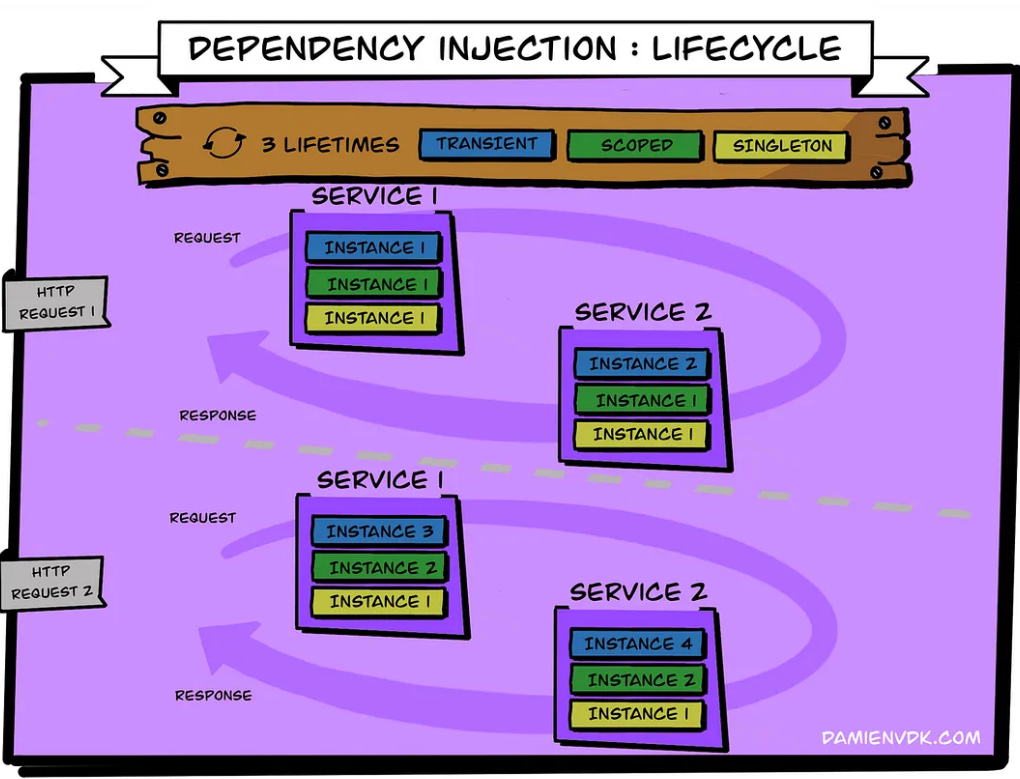 DEPENDENCY INJECTION : LIFECYCLE
3 LIFETIMES TRANSIENT SCOPED SINGLETON
SERVICE 1
REQUEST
INSTANCE 1
INSTANCE 1
INSTANCE 1
HTTP
REQUEST 1
SERVICE 2
INSTANCE 2
INSTANCE 1
INSTANCE 1
RESPONSE
SERVICE 1
REQUEST
INSTANCE 3
INSTANCE 2
INSTANCE 1
HTTP
REQUEST 2
SERVICE 2
INSTANCE 4
INSTANCE 2
INSTANCE 1
RESPONSE
DAMIENVDK.COM